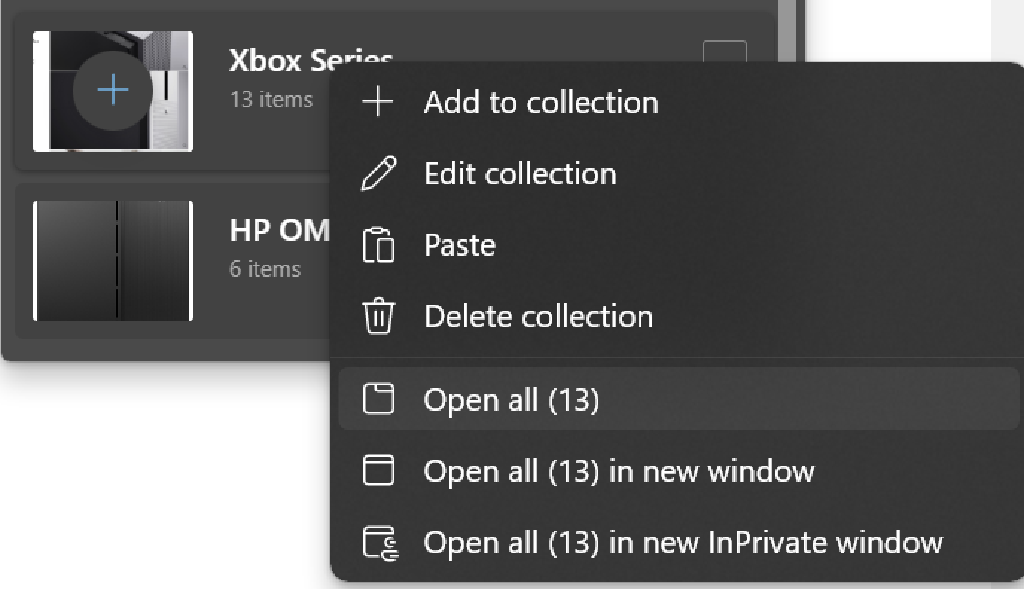 Xbox Series
13 items
HP OM
6 items
Add to collection
Edit collection
Paste
Delete collection
Open all (13)
Open all (13) in new window
Open all (13) in new InPrivate window